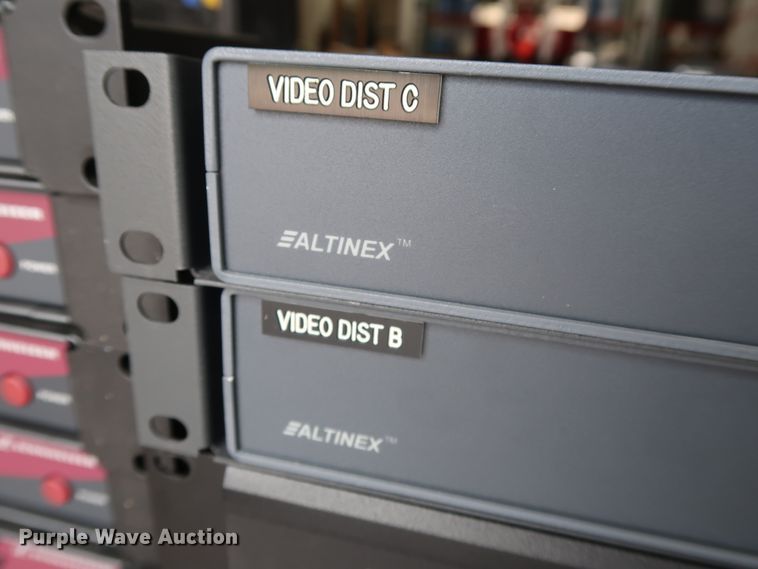 VIDEO DIST C
ALTINEX™
VIDEO DIST B
ALTINEX™
Purple Wave Auction